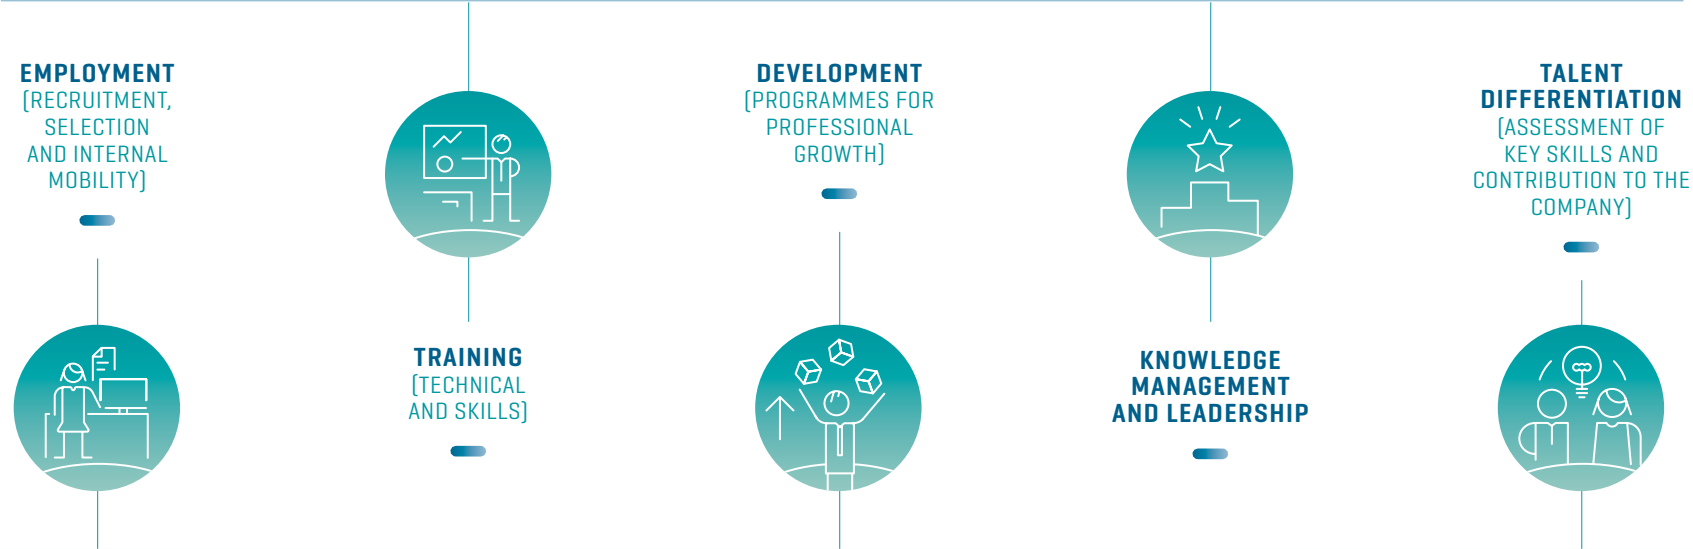 EMPLOYMENT
(RECRUITMENT,
SELECTION
AND INTERNAL
MOBILITY)
TRAINING
(TECHNICAL
AND SKILLS)
DEVELOPMENT
(PROGRAMMES FOR
PROFESSIONAL
GROWTH)
KNOWLEDGE
MANAGEMENT
AND LEADERSHIP
TALENT
DIFFERENTIATION
(ASSESSMENT OF
KEY SKILLS AND
CONTRIBUTION TO THE
COMPANY)